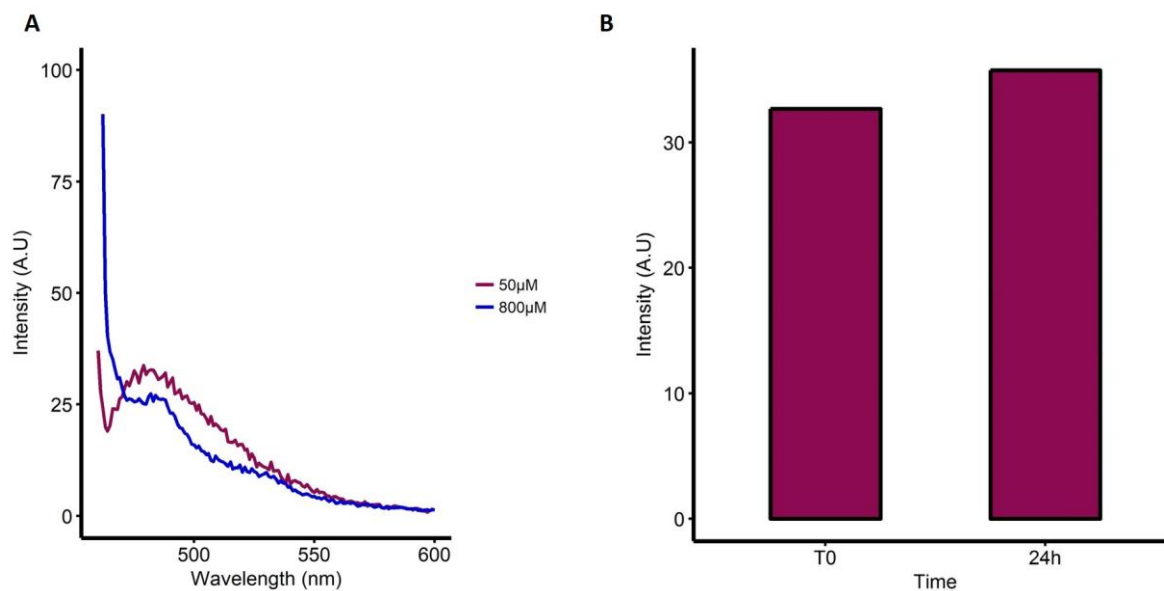 A
100
75
50
25
0
Intensity (A.U)
500
550
600
Wavelength (nm)
50µM
800µM
B
30
20
10
0
Intensity (A.U)
T0
24h
Time